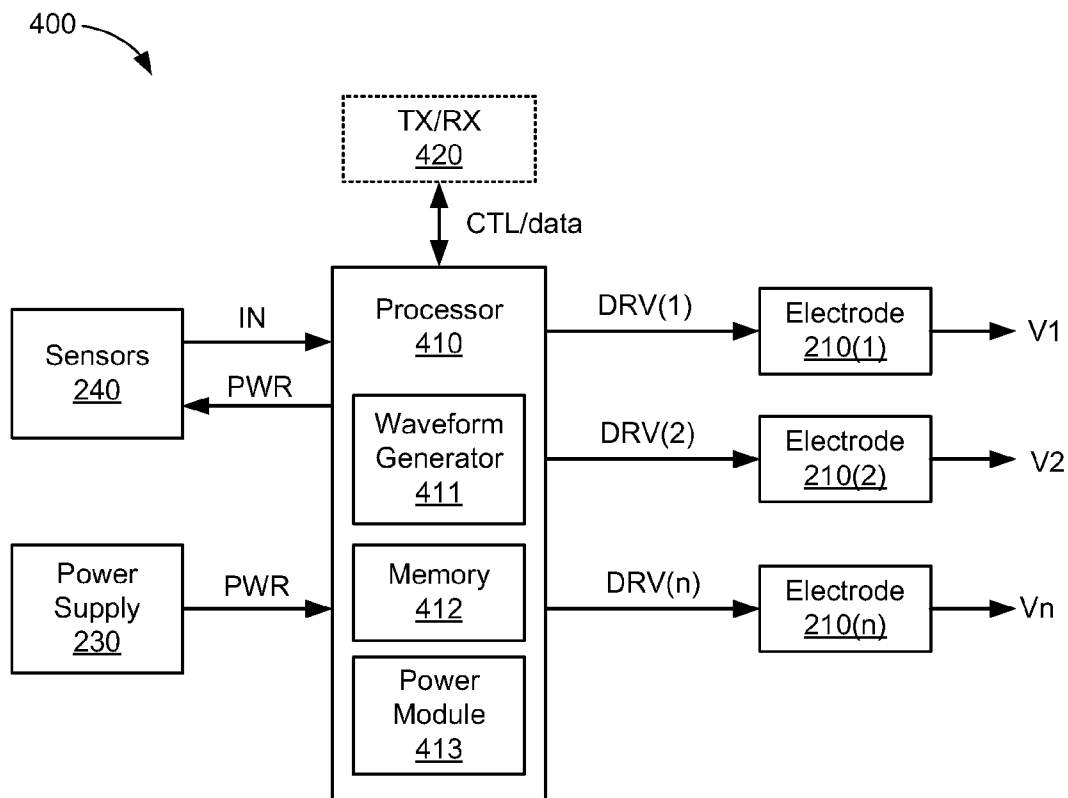 400
TX/RX
420
CTL/data
Sensors
240
IN
PWR
Power
Supply
230
PWR
Processor
410
Waveform
Generator
411
Memory
412
Power
Module
413
DRV(1)
Electrode
210(1)
V1
DRV(2)
Electrode
210(2)
V2
DRV(n)
Electrode
210(n)
Vn